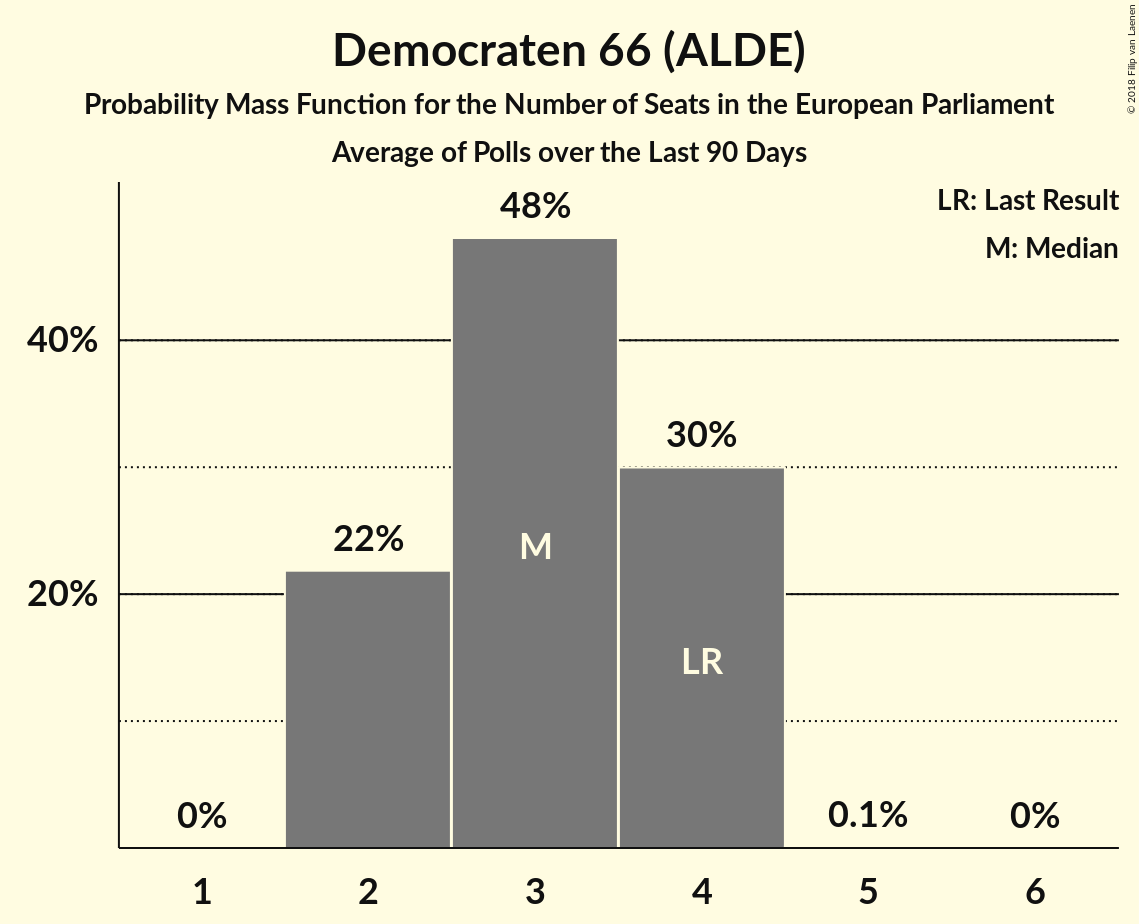 Democraten 66 (ALDE)
Probability Mass Function for the Number of Seats in the European Parliament
Average of Polls over the Last 90 Days
© 2018 Filip van Laenen
LR: Last Result
M: Median
48%
40%
30%
22%
M
20%
LR
0%
0.1%
0%
1 2 3 4 5 6